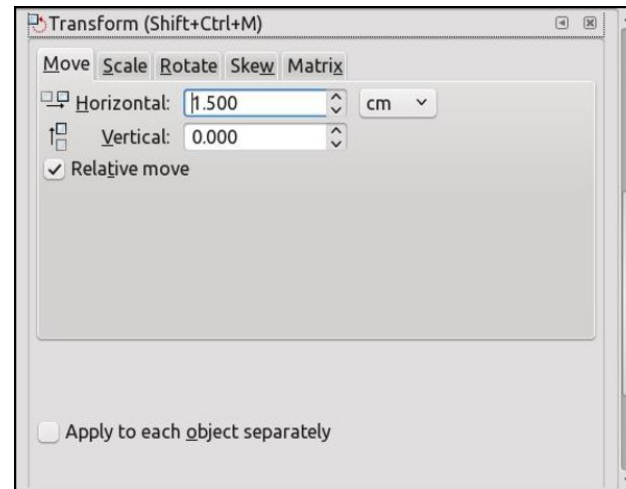 Transform (Shift+Ctrl+M)
Move Scale Rotate Skew Matrix
Horizontal: 1.500 cm
Vertical: 0.000
Relative move
Apply to each object separately